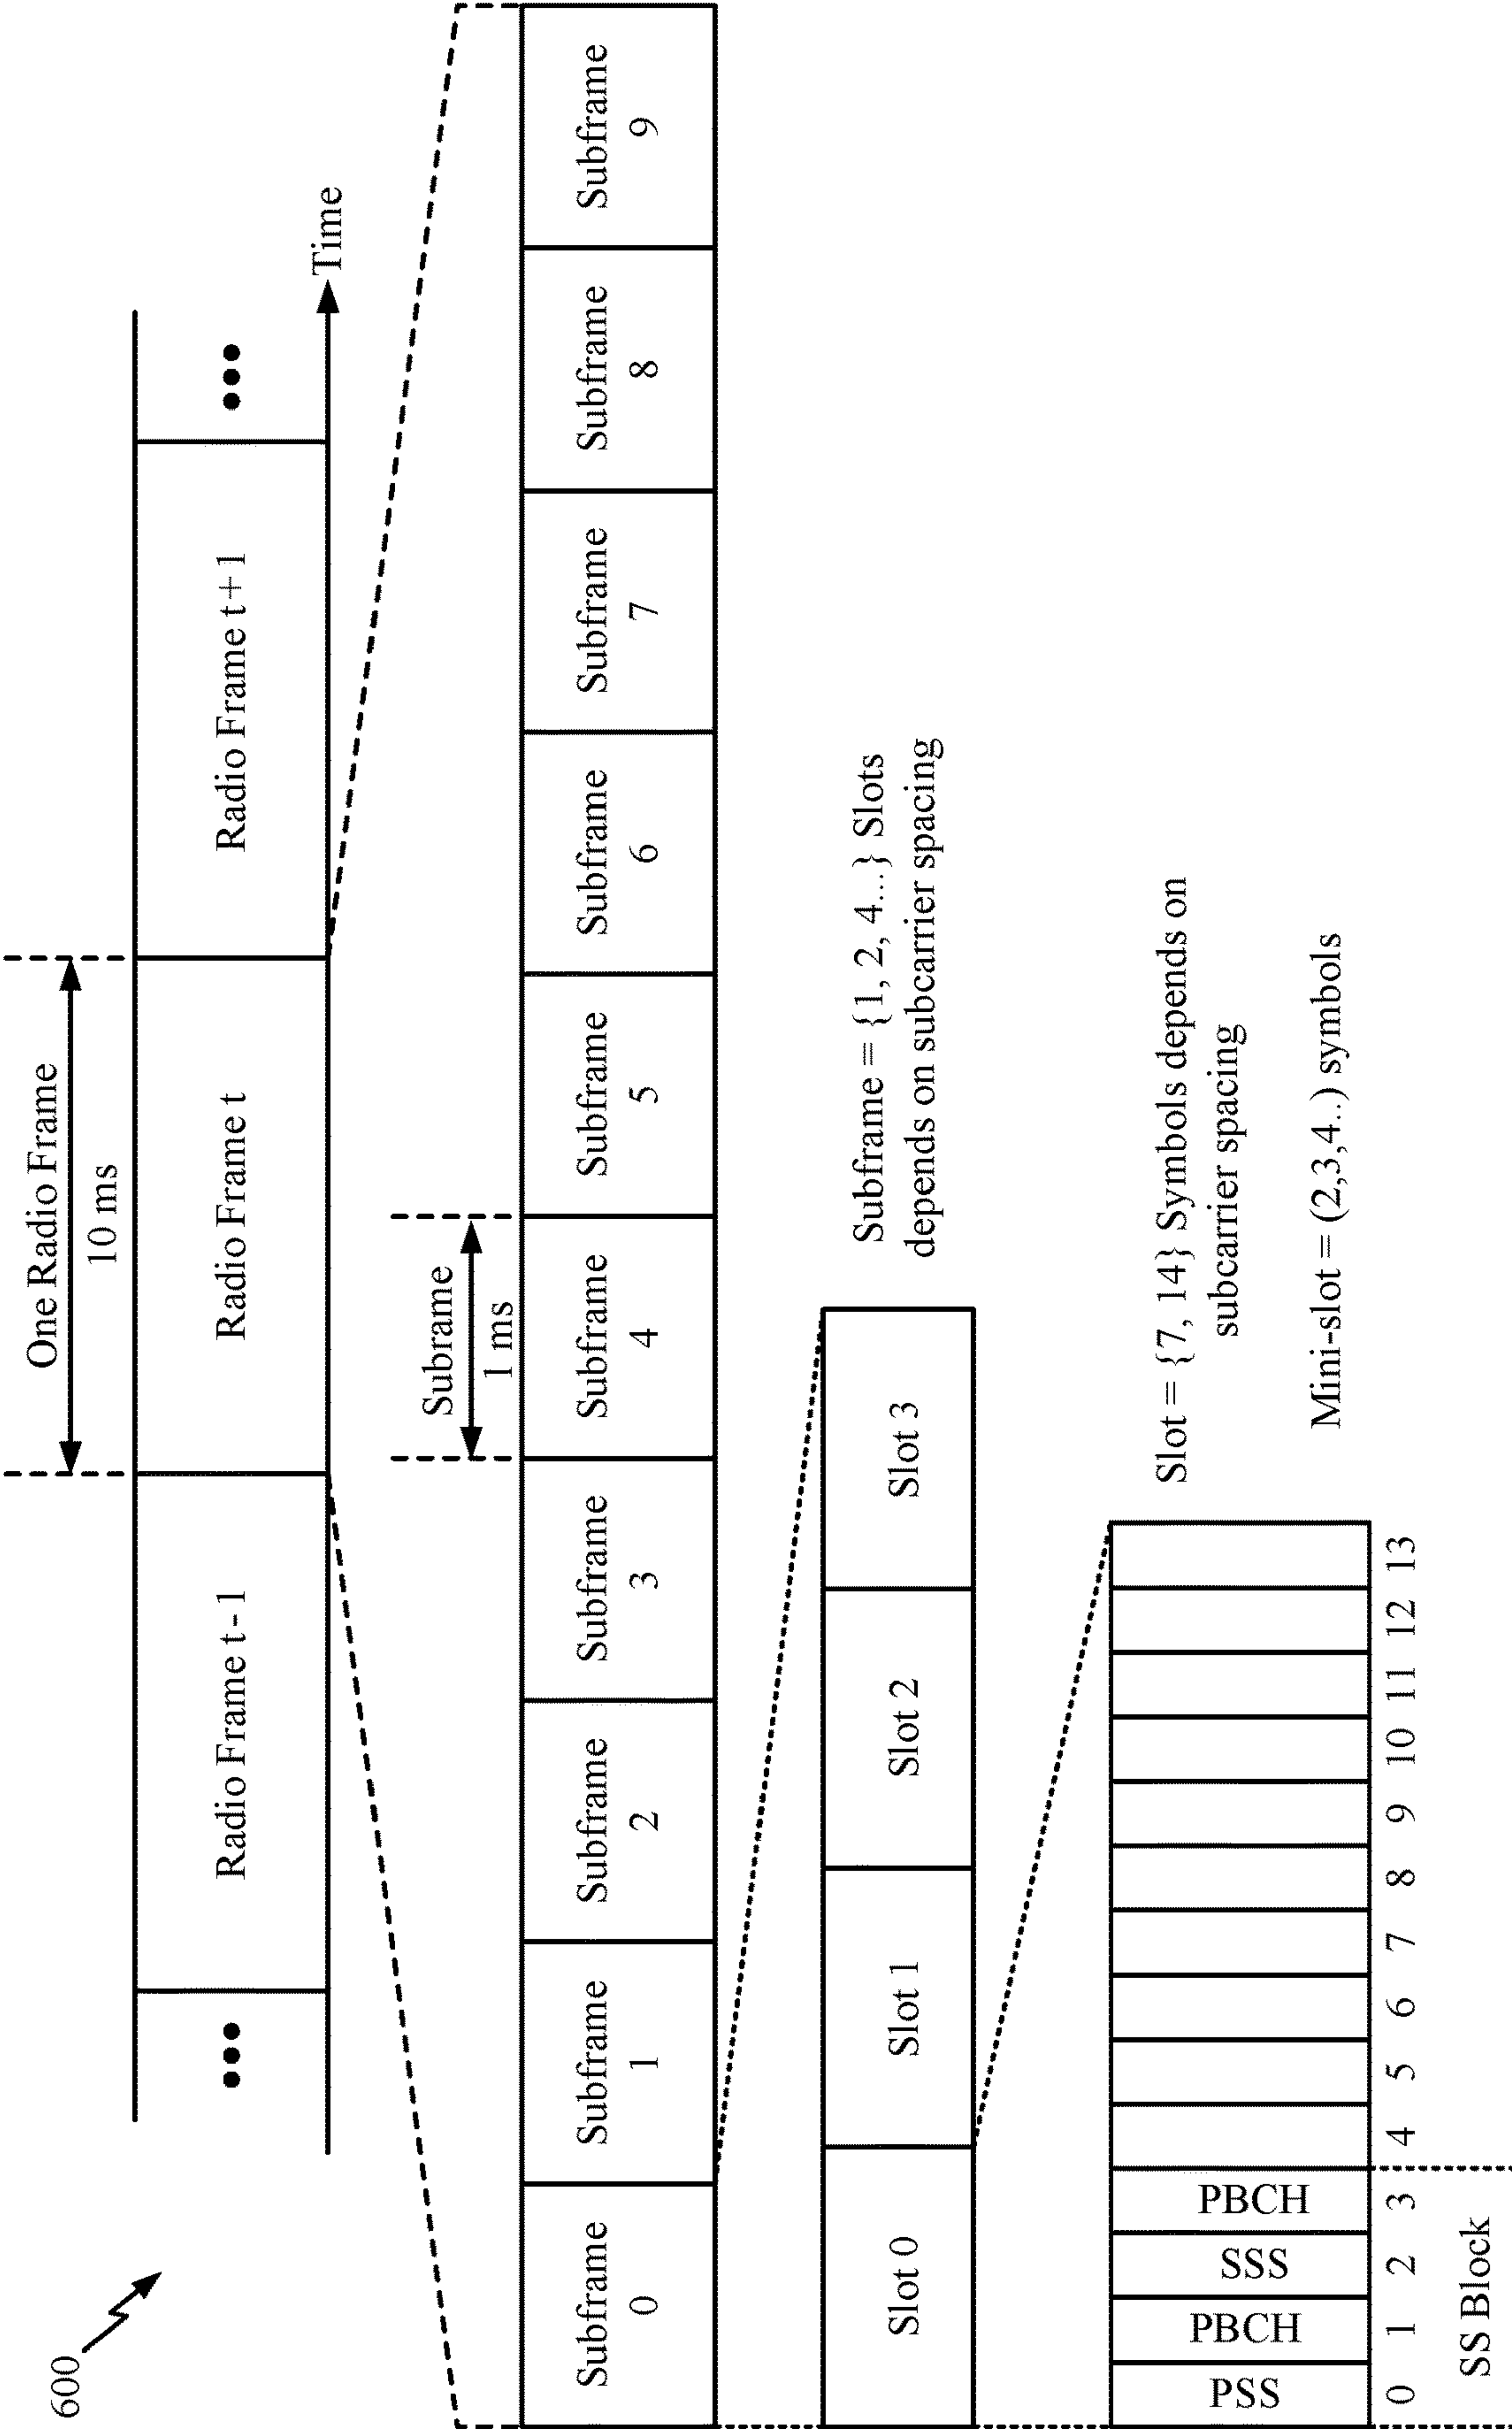 600
One Radio Frame
10 ms
•••
Radio Frame t-1
Radio Frame t
Radio Frame t+1
•••
Time
Subrame
1 ms
Subframe
0
Subframe
1
Subframe
2
Subframe
3
Subframe
4
Subframe
5
Subframe
6
Subframe
7
Subframe
8
Subframe
9
Slot 0
Slot 1
Slot 2
Slot 3
Subframe = {1, 2, 4...} Slots
depends on subcarrier spacing
PSS
PBCH
SSS
PBCH
0 1 2 3 4 5 6 7 8 9 10 11 12 13
SS Block
Slot = {7, 14} Symbols depends on
subcarrier spacing
Mini-slot = (2,3,4..) symbols